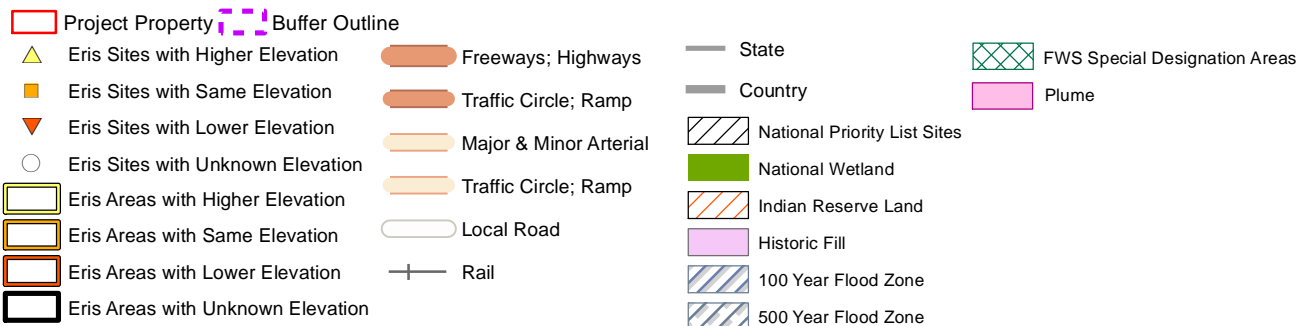 Project Property
Buffer Outline
Eris Sites with Higher Elevation
Eris Sites with Same Elevation
Eris Sites with Lower Elevation
Eris Sites with Unknown Elevation
Eris Areas with Higher Elevation
Eris Areas with Same Elevation
Eris Areas with Lower Elevation
Eris Areas with Unknown Elevation
Freeways; Highways
Traffic Circle; Ramp
Major & Minor Arterial
Traffic Circle; Ramp
Local Road
Rail
State
Country
National Priority List Sites
National Wetland
Indian Reserve Land
Historic Fill
100 Year Flood Zone
500 Year Flood Zone
FWS Special Designation Areas
Plume